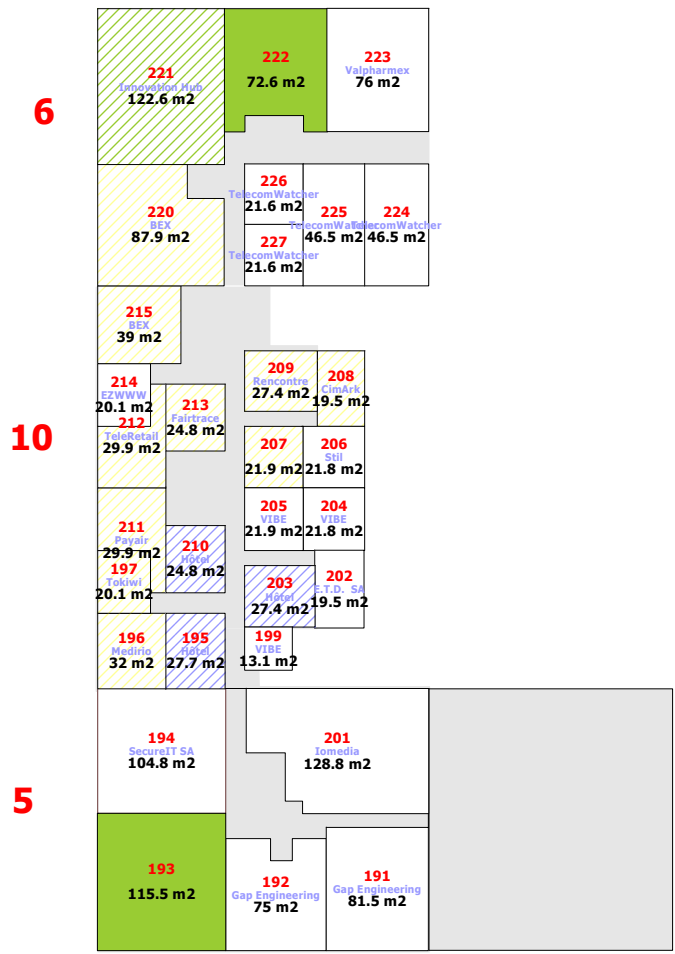 6
221
Innovation Hub
122.6 m2
222
72.6 m2
223
Valpharmex
76 m2
220
BEX
87.9 m2
226
TelecomWatcher
21.6 m2
227
TelecomWatcher
21.6 m2
225
TelecomWatcher
46.5 m2
224
TelecomWatcher
46.5 m2
215
BEX
39 m2
10
214
EZWWW
20.1 m2
213
Fairtrace
24.8 m2
212
TeleRetail
29.9 m2
209
Rencontre
27.4 m2
208
CimArk
19.5 m2
207
21.9 m2
206
Stil
21.8 m2
205
VIBE
21.9 m2
204
VIBE
21.8 m2
211
Payair
29.9 m2
210
Hôtel
24.8 m2
197
Tokiwi
20.1 m2
203
Hôtel
27.4 m2
202
E.T.D. SA
19.5 m2
196
Medirio
32 m2
195
Hôtel
27.7 m2
199
VIBE
13.1 m2
5
194
SecureIT SA
104.8 m2
201
Iomedia
128.8 m2
193
115.5 m2
192
Gap Engineering
75 m2
191
Gap Engineering
81.5 m2